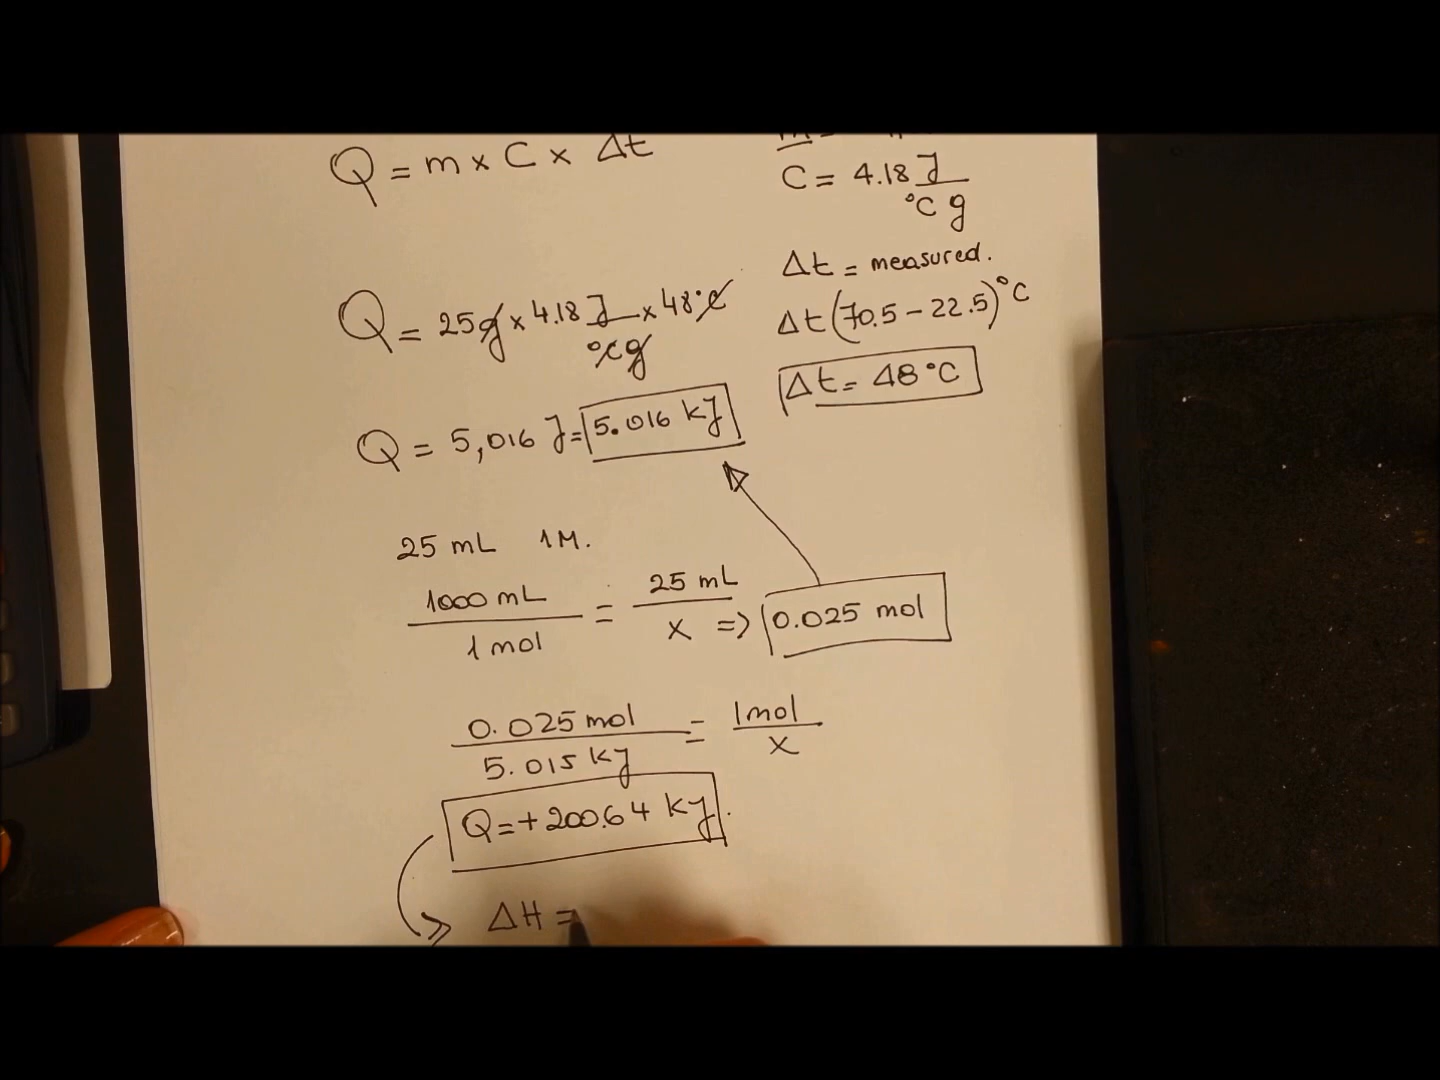 Q = m x C x Δt
C = 4.18 J
°C g
Δt = measured.
Δt (70.5 - 22.5) °C
Δt = 48 °C
Q = 25g x 4.18 J x 48°C
°C g
Q = 5,016 J = 5.016 kJ
25 mL 1M.
1000 mL = 25 mL
1 mol x => 0.025 mol
0.025 mol = 1 mol
5.015 kJ x
Q = + 200.64 kJ.
ΔH =